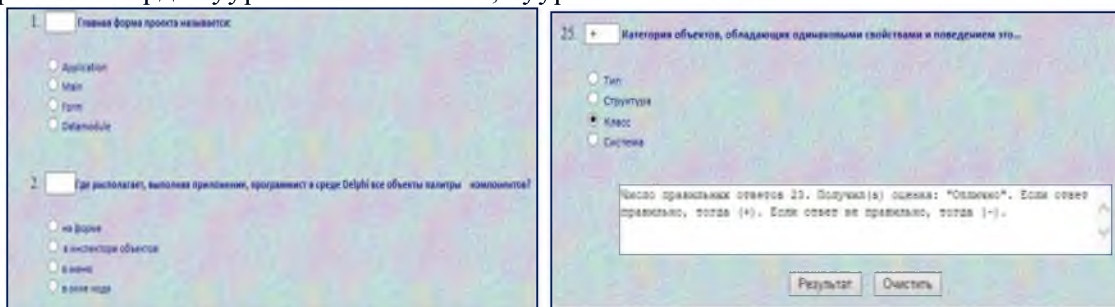 1. Главная форма проекта называется:
Application
Main
Form
Datamodule
2. Где располагает, выполняя приложение, программист в среде Delphi все объекты палитры компонентов?
на форме
в инспекторе объектов
в меню
в окне кода
25. + Категория объектов, обладающих одинаковыми свойствами и поведением это...
Тип
Структура
Класс
Система
Число правильных ответов 23. Получил(а) оценка: "Отлично". Если ответ
правильно, тогда (+). Если ответ не правильно, тогда (-).
Результат Очистить